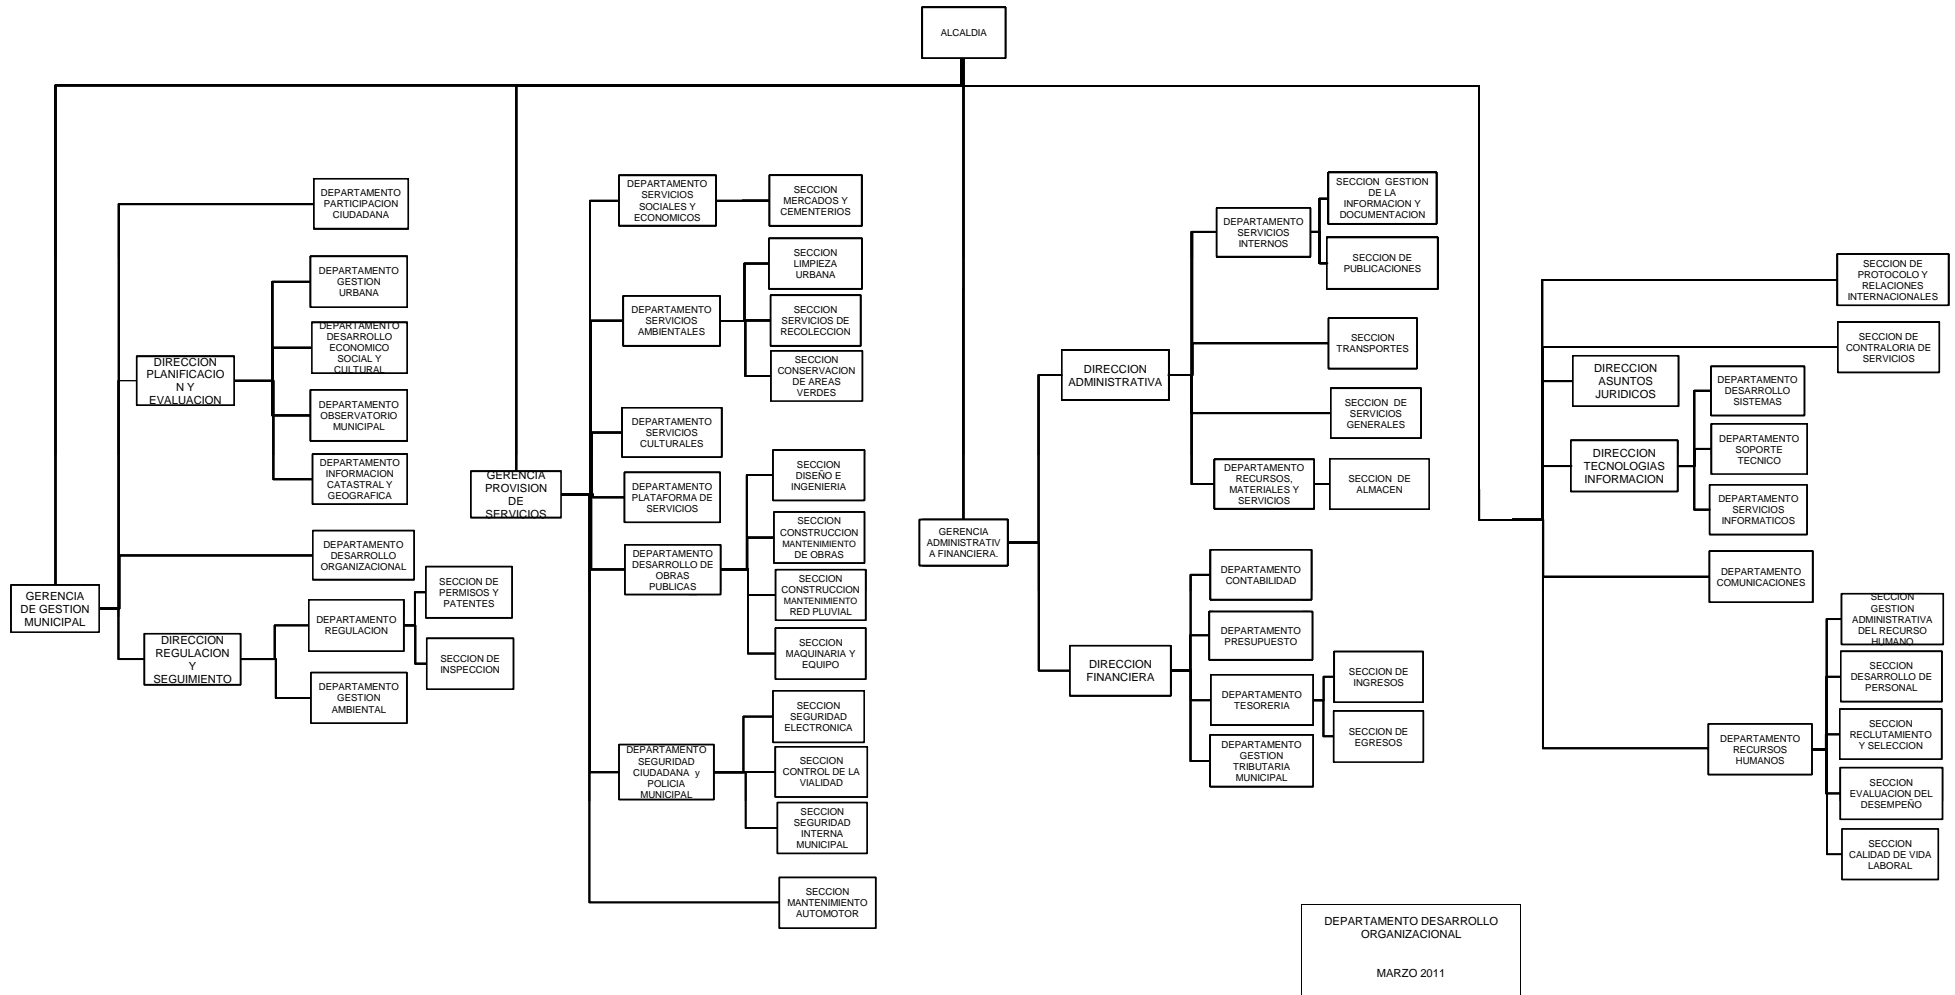 ALCALDIA
DEPARTAMENTO
PARTICIPACION
CIUDADANA
DEPARTAMENTO
GESTION
URBANA
DEPARTAMENTO
DESARROLLO
ECONOMICO
SOCIAL Y
CULTURAL
DIRECCION
PLANIFICACIO
N Y
EVALUACION
DEPARTAMENTO
OBSERVATORIO
MUNICIPAL
DEPARTAMENTO
INFORMACION
CATASTRAL Y
GEOGRAFICA
DEPARTAMENTO
DESARROLLO
ORGANIZACIONAL
GERENCIA
DE GESTION
MUNICIPAL
DIRECCION
REGULACION
Y
SEGUIMIENTO
DEPARTAMENTO
REGULACION
SECCION DE
PERMISOS Y
PATENTES
SECCION DE
INSPECCION
DEPARTAMENTO
GESTION
AMBIENTAL
GERENCIA
PROVISION
DE
SERVICIOS
DEPARTAMENTO
SERVICIOS
SOCIALES Y
ECONOMICOS
SECCION
MERCADOS Y
CEMENTERIOS
DEPARTAMENTO
SERVICIOS
AMBIENTALES
SECCION
LIMPIEZA
URBANA
SECCION
SERVICIOS DE
RECOLECCION
SECCION
CONSERVACION
DE AREAS
VERDES
DEPARTAMENTO
SERVICIOS
CULTURALES
DEPARTAMENTO
PLATAFORMA DE
SERVICIOS
DEPARTAMENTO
DESARROLLO DE
OBRAS
PUBLICAS
SECCION
DISEÑO E
INGENIERIA
SECCION
CONSTRUCCION
MANTENIMIENTO
DE OBRAS
SECCION
CONSTRUCCION
MANTENIMIENTO
RED PLUVIAL
SECCION
MAQUINARIA Y
EQUIPO
DEPARTAMENTO
SEGURIDAD
CIUDADANA y
POLICIA
MUNICIPAL
SECCION
SEGURIDAD
ELECTRONICA
SECCION
CONTROL DE LA
VIALIDAD
SECCION
SEGURIDAD
INTERNA
MUNICIPAL
SECCION
MANTENIMIENTO
AUTOMOTOR
GERENCIA
ADMINISTRATIV
A FINANCIERA.
DIRECCION
ADMINISTRATIVA
DEPARTAMENTO
SERVICIOS
INTERNOS
SECCION GESTION
DE LA
INFORMACION Y
DOCUMENTACION
SECCION DE
PUBLICACIONES
SECCION
TRANSPORTES
SECCION DE
SERVICIOS
GENERALES
DEPARTAMENTO
RECURSOS,
MATERIALES Y
SERVICIOS
SECCION DE
ALMACEN
DIRECCION
FINANCIERA
DEPARTAMENTO
CONTABILIDAD
DEPARTAMENTO
PRESUPUESTO
DEPARTAMENTO
TESORERIA
SECCION DE
INGRESOS
SECCION DE
EGRESOS
DEPARTAMENTO
GESTION
TRIBUTARIA
MUNICIPAL
SECCION DE
PROTOCOLO Y
RELACIONES
INTERNACIONALES
SECCION DE
CONTRALORIA DE
SERVICIOS
DIRECCION
ASUNTOS
JURIDICOS
DIRECCION
TECNOLOGIAS
INFORMACION
DEPARTAMENTO
DESARROLLO
SISTEMAS
DEPARTAMENTO
SOPORTE
TECNICO
DEPARTAMENTO
SERVICIOS
INFORMATICOS
DEPARTAMENTO
COMUNICACIONES
DEPARTAMENTO
RECURSOS
HUMANOS
SECCION
GESTION
ADMINISTRATIVA
DEL RECURSO
HUMANO
SECCION
DESARROLLO DE
PERSONAL
SECCION
RECLUTAMIENTO
Y SELECCION
SECCION
EVALUACION DEL
DESEMPEÑO
SECCION
CALIDAD DE VIDA
LABORAL
DEPARTAMENTO DESARROLLO
ORGANIZACIONAL
MARZO 2011